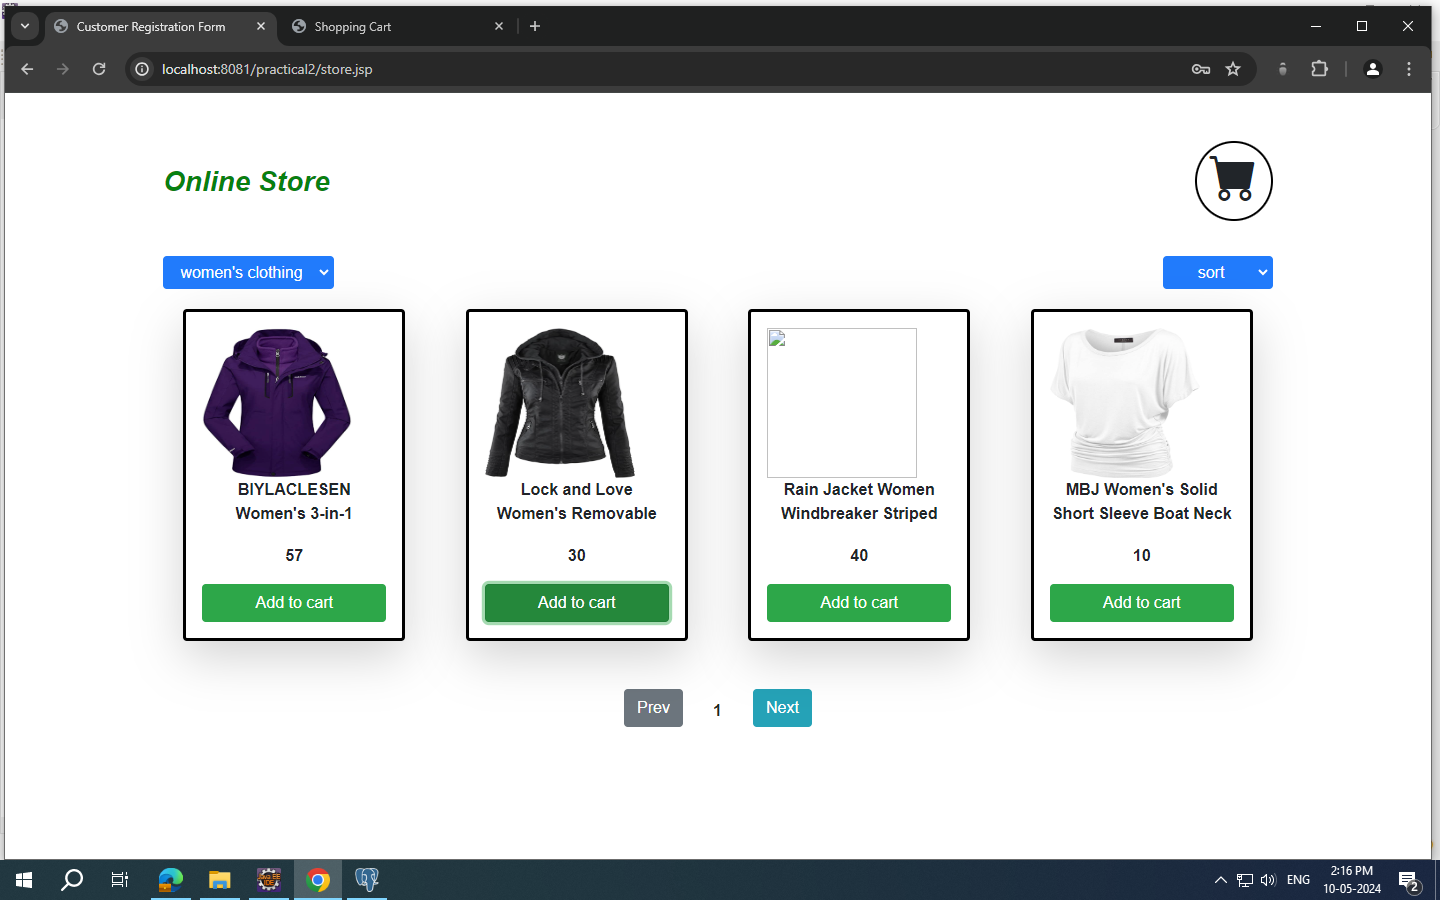 Customer Registration Form
Shopping Cart
localhost:8081/practical2/store.jsp
Online Store
women's clothing
sort
BIYLACLESEN
Women's 3-in-1
57
Add to cart
Lock and Love
Women's Removable
30
Add to cart
Rain Jacket Women
Windbreaker Striped
40
Add to cart
MBJ Women's Solid
Short Sleeve Boat Neck
10
Add to cart
Prev
1
Next
Java EE
IDE
ENG
2:16 PM
10-05-2024
2